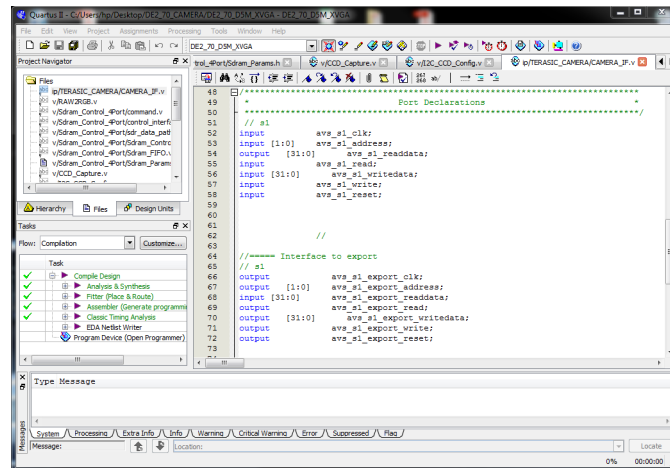 Quartus II - C:/Users/hp/Desktop/DE2_70_CAMERA/DE2_70_D5M_XVGA - DE2_70_D5M_XVGA
File Edit View Project Assignments Processing Tools Window Help
DE2_70_D5M_XVGA
Project Navigator
Files
ip/TERASIC_CAMERA/CAMERA_IF.v
v/RAW2RGB.v
v/Sdram_Control_4Port/command.v
v/Sdram_Control_4Port/control_interfa
v/Sdram_Control_4Port/sdr_data_path
v/Sdram_Control_4Port/Sdram_Contro
v/Sdram_Control_4Port/Sdram_FIFO.v
v/Sdram_Control_4Port/Sdram_Params
v/CCD_Capture.v
Hierarchy Files Design Units
Tasks
Flow: Compilation Customize...
Task
Compile Design
Analysis & Synthesis
Fitter (Place & Route)
Assembler (Generate programmi
Classic Timing Analysis
EDA Netlist Writer
Program Device (Open Programmer)
trol_4Port/Sdram_Params.h v/CCD_Capture.v v/I2C_CCD_Config.v ip/TERASIC_CAMERA/CAMERA_IF.v
48 /*****************************************************************************
49 * Port Declarations *
50 *****************************************************************************/
51 // s1
52 input avs_s1_clk;
53 input [1:0] avs_s1_address;
54 output [31:0] avs_s1_readdata;
55 input avs_s1_read;
56 input [31:0] avs_s1_writedata;
57 input avs_s1_write;
58 input avs_s1_reset;
59
60
61
62 //
63
64 //===== Interface to export
65 // s1
66 output avs_s1_export_clk;
67 output [1:0] avs_s1_export_address;
68 input [31:0] avs_s1_export_readdata;
69 output avs_s1_export_read;
70 output [31:0] avs_s1_export_writedata;
71 output avs_s1_export_write;
72 output avs_s1_export_reset;
73
Type Message
Messages
System Processing Extra Info Info Warning Critical Warning Error Suppressed Flag
Message: Location: Locate
0% 00:00:00